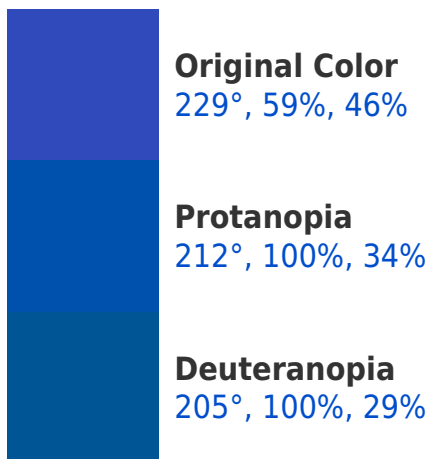 Original Color
229°, 59%, 46%
Protanopia
212°, 100%, 34%
Deuteranopia
205°, 100%, 29%